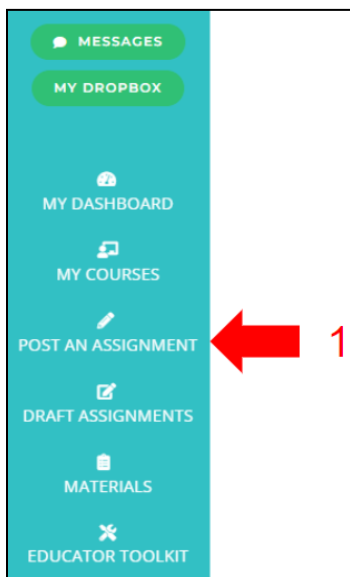 MESSAGES
MY DROPBOX
MY DASHBOARD
MY COURSES
POST AN ASSIGNMENT
1
DRAFT ASSIGNMENTS
MATERIALS
EDUCATOR TOOLKIT